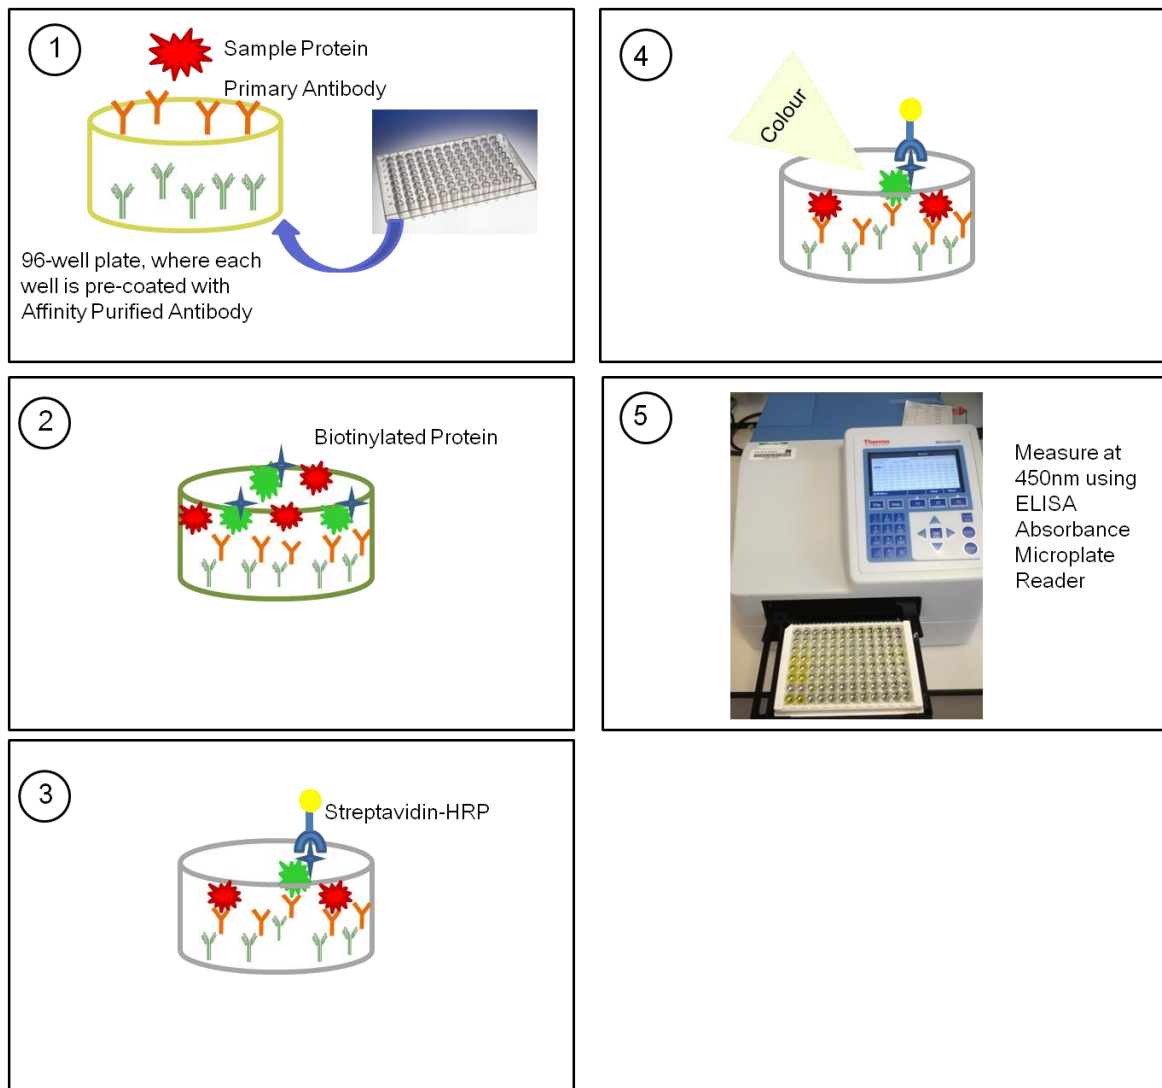 1
Sample Protein
Primary Antibody
96-well plate, where each
well is pre-coated with
Affinity Purified Antibody
2
Biotinylated Protein
3
Streptavidin-HRP
4
Colour
5
Thermo
Measure at
450nm using
ELISA
Absorbance
Microplate
Reader